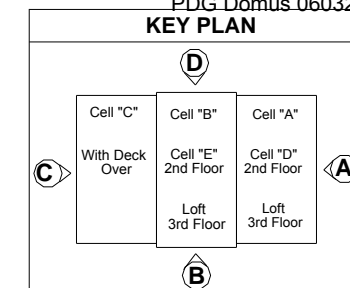 PDG Domus 06032
KEY PLAN
D
Cell "C"
With Deck
Over
Cell "B"
Cell "E"
2nd Floor
Loft
3rd Floor
Cell "A"
Cell "D"
2nd Floor
Loft
3rd Floor
C
A
B